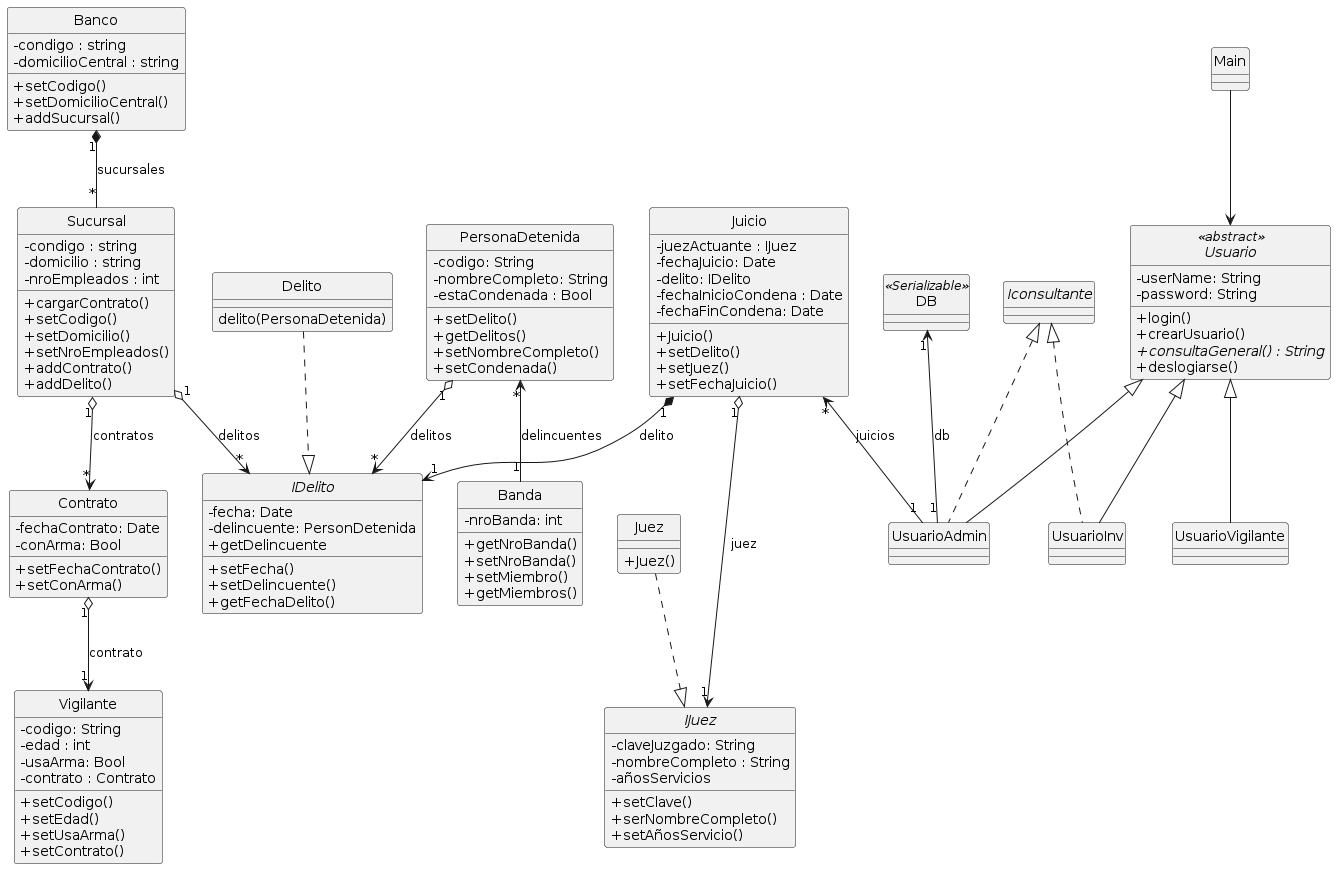 Banco
-condigo : string
-domicilioCentral : string
+setCodigo()
+setDomicilioCentral()
+addSucursal()
1
sucursales
*
Sucursal
-condigo : string
-domicilio : string
-nroEmpleados : int
+cargarContrato()
+setCodigo()
+setDomicilio()
+setNroEmpleados()
+addContrato()
+addDelito()
1
contratos
*
1
delitos
*
Contrato
-fechaContrato: Date
-conArma: Bool
+setFechaContrato()
+setConArma()
1
contrato
1
Vigilante
-codigo: String
-edad : int
-usaArma: Bool
-contrato : Contrato
+setCodigo()
+setEdad()
+setUsaArma()
+setContrato()
Delito
delito(PersonaDetenida)
IDelito
-fecha: Date
-delincuente: PersonDetenida
+getDelincuente
+setFecha()
+setDelincuente()
+getFechaDelito()
PersonaDetenida
-codigo: String
-nombreCompleto: String
-estaCondenada : Bool
+setDelito()
+getDelitos()
+setNombreCompleto()
+setCondenada()
1
delitos
*
*
delincuentes
1
Banda
-nroBanda: int
+getNroBanda()
+setNroBanda()
+setMiembro()
+getMiembros()
Juicio
-juezActuante : IJuez
-fechaJuicio: Date
-delito: IDelito
-fechaInicioCondena : Date
-fechaFinCondena: Date
+Juicio()
+setDelito()
+setJuez()
+setFechaJuicio()
1
delito
1
1
juez
1
Juez
+Juez()
IJuez
-claveJuzgado: String
-nombreCompleto : String
-añosServicios
+setClave()
+serNombreCompleto()
+setAñosServicio()
*
juicios
1
«Serializable»
DB
1
db
1
Iconsultante
Main
«abstract»
Usuario
-userName: String
-password: String
+login()
+crearUsuario()
+consultaGeneral() : String
+deslogiarse()
UsuarioAdmin
UsuarioInv
UsuarioVigilante